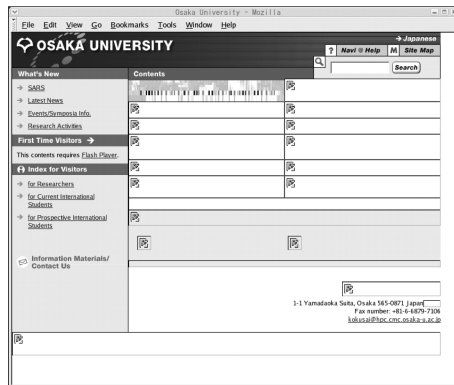 Osaka University - Mozilla
File Edit View Go Bookmarks Tools Window Help
OSAKA UNIVERSITY
→ Japanese
? Navi @ Help M Site Map
Search
What's New
Contents
→ SARS
→ Latest News
→ Events/Symposia Info.
→ Research Activities
First Time Visitors →
This contents requires Flash Player.
Index for Visitors
→ for Researchers
→ for Current International
Students
→ for Prospective International
Students
Information Materials/
Contact Us
1-1 Yamadaoka Suita, Osaka 565-0871 Japan
Fax number: +81-6-6879-7106
kokusai@hpc.cmc.osaka-u.ac.jp